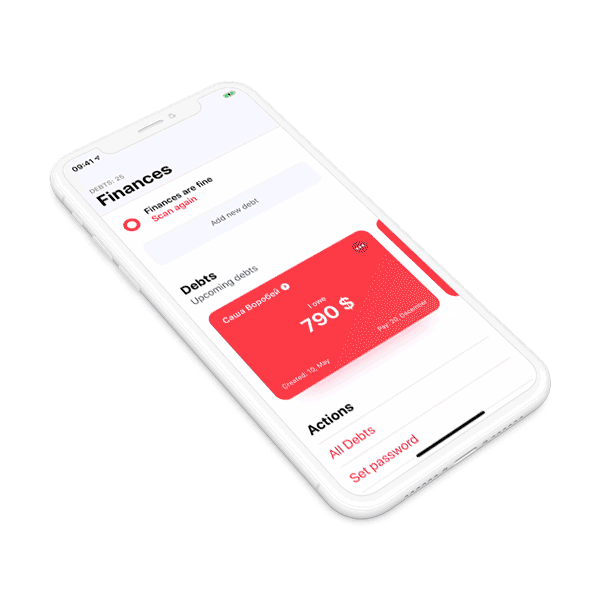 09:41
DEBTS: 25
Finances
Finances are fine
Scan again
Add new debt
Debts
Upcoming debts
Саша Воробей
I owe
790 $
Created: 10, May
Pay: 20, December
Actions
All Debts
Set password